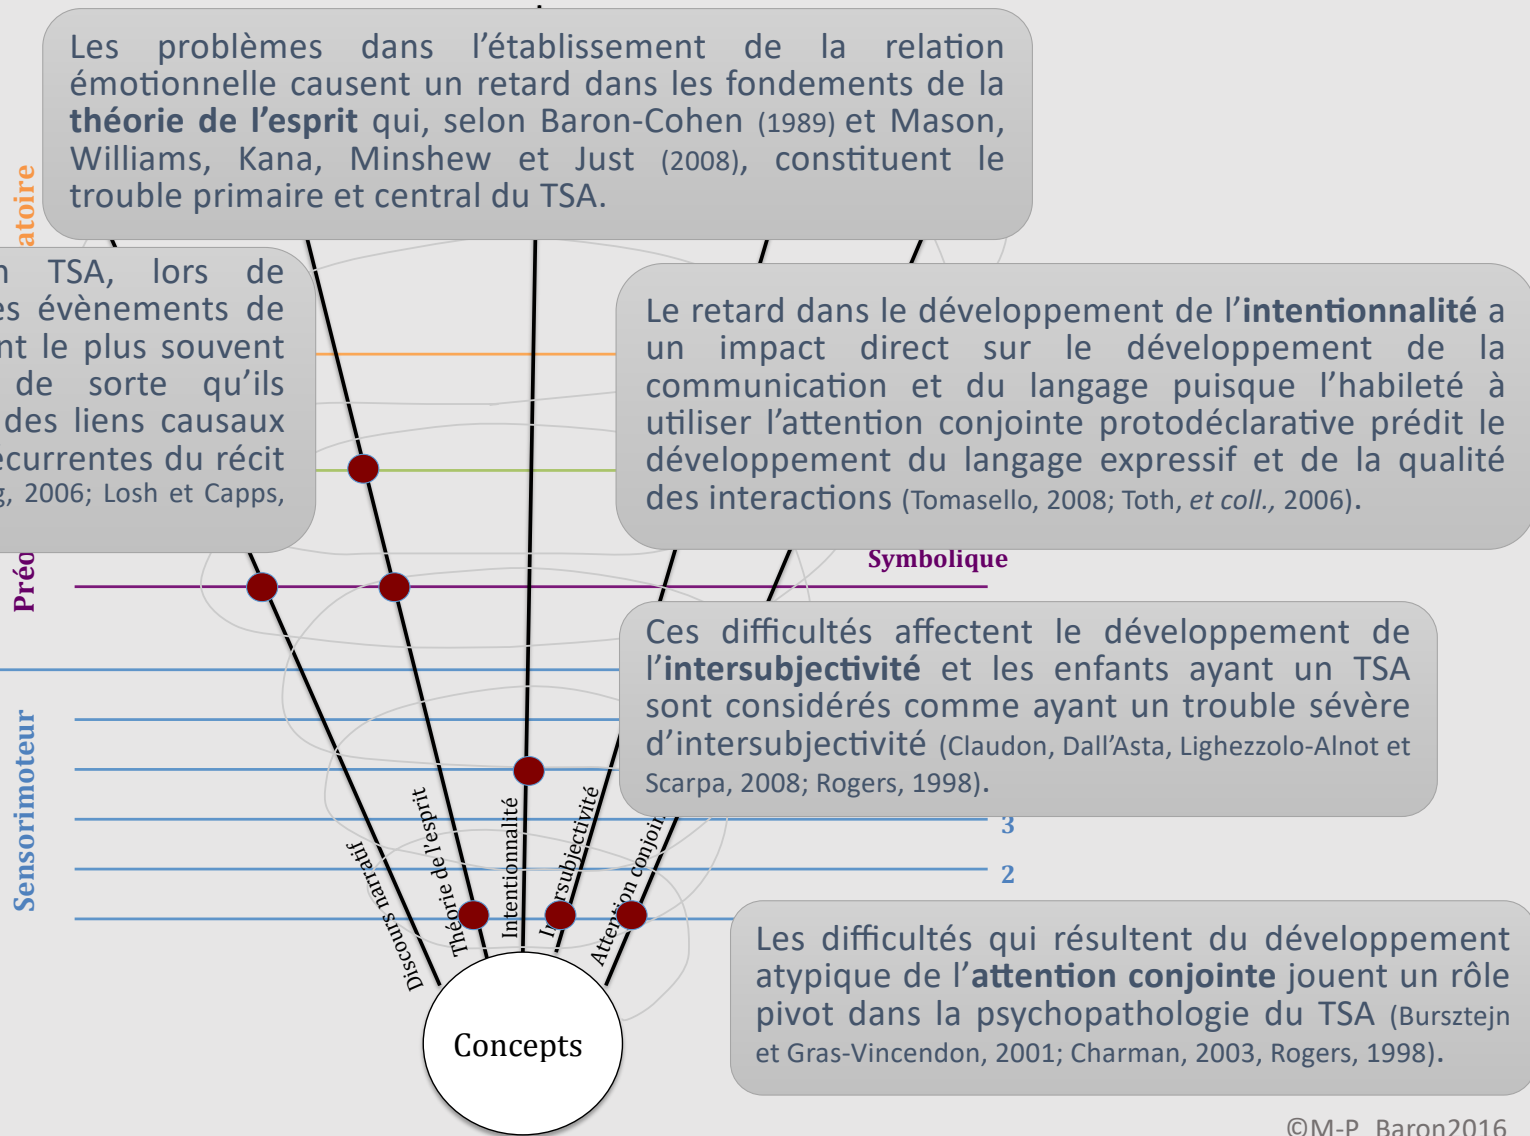 Les problèmes dans l'établissement de la relation
émotionnelle causent un retard dans les fondements de la
théorie de l'esprit qui, selon Baron-Cohen (1989) et Mason,
Williams, Kana, Minshew et Just (2008), constituent le
trouble primaire et central du TSA.
atoire
TSA, lors de
es évènements de
nt le plus souvent
de sorte qu'ils
des liens causaux
écurrentes du récit
g, 2006; Losh et Capps,
Le retard dans le développement de l'intentionnalité a
un impact direct sur le développement de la
communication et du langage puisque l'habileté à
utiliser l'attention conjointe protodéclarative prédit le
développement du langage expressif et de la qualité
des interactions (Tomasello, 2008; Toth, et coll., 2006).
Préo
Symbolique
Ces difficultés affectent le développement de
l'intersubjectivité et les enfants ayant un TSA
sont considérés comme ayant un trouble sévère
d'intersubjectivité (Claudon, Dall'Asta, Lighezzolo-Alnot et
Scarpa, 2008; Rogers, 1998).
Sensorimoteur
3
2
Discours narratif
Théorie de l'esprit
Intentionnalité
Intersubjectivité
Attention conjoin
Les difficultés qui résultent du développement
atypique de l'attention conjointe jouent un rôle
pivot dans la psychopathologie du TSA (Bursztejn
et Gras-Vincendon, 2001; Charman, 2003, Rogers, 1998).
Concepts
©M-P Baron2016